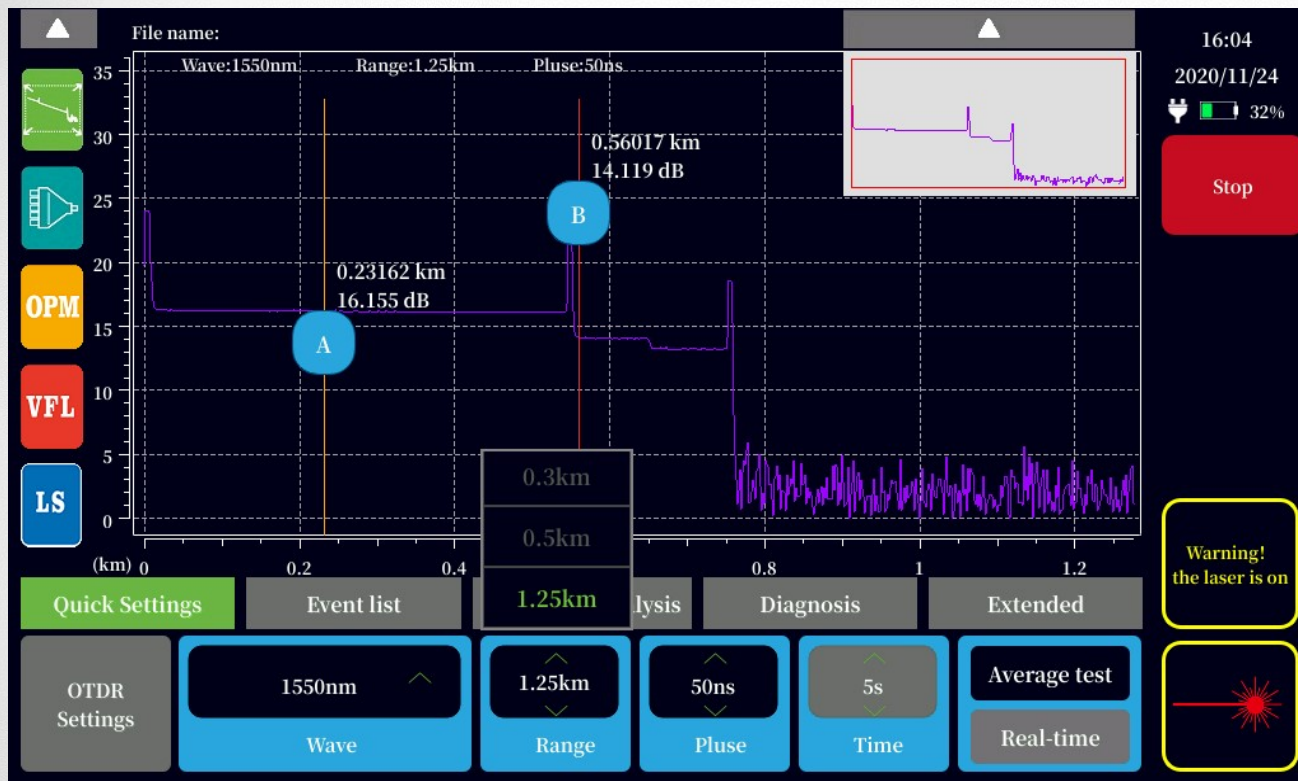 File name:
Wave:1550nm Range:1.25km Pluse:50ns
16:04
2020/11/24
32%
Stop
OPM
VFL
LS
35
30
25
20
15
10
5
0
0.56017 km
14.119 dB
B
0.23162 km
16.155 dB
A
(km) 0 0.2 0.4 0.8 1 1.2
0.3km
0.5km
1.25km
Warning!
the laser is on
Quick Settings Event list lysis Diagnosis Extended
OTDR
Settings
1550nm
Wave
1.25km
Range
50ns
Pluse
5s
Time
Average test
Real-time